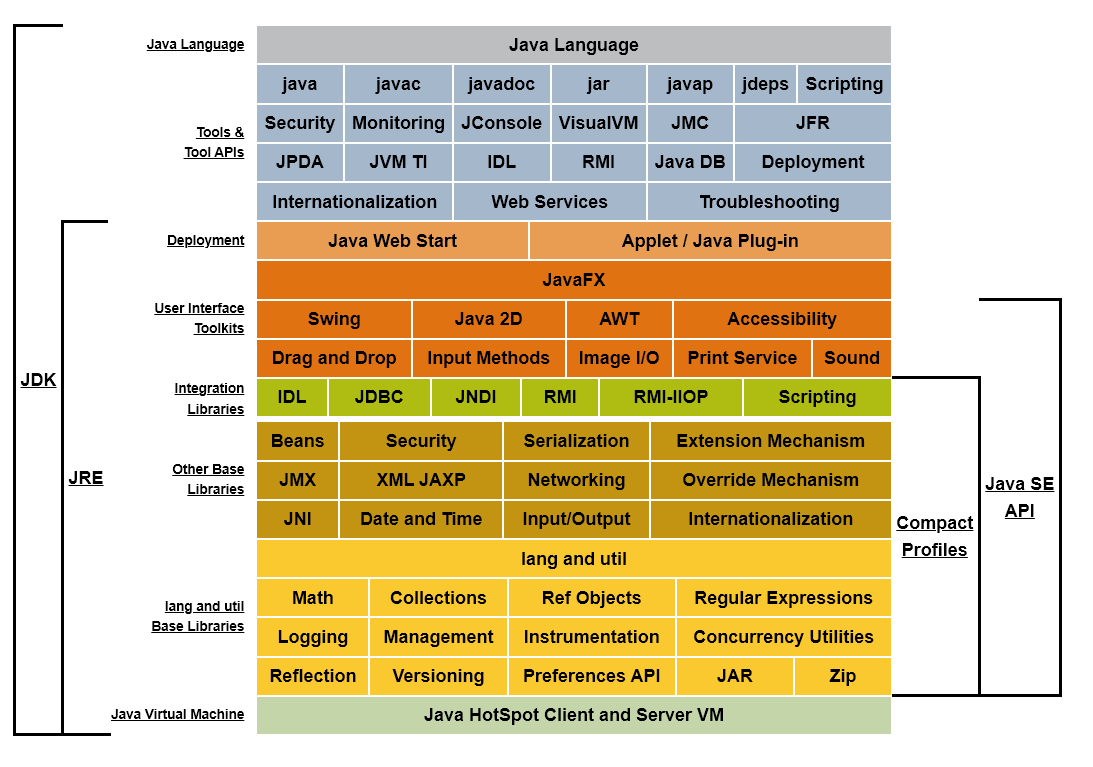 Java Language
Java Language
java javac javadoc jar javap jdeps Scripting
Tools &
Tool APIs
Security Monitoring JConsole VisualVM JMC JFR
JPDA JVM TI IDL RMI Java DB Deployment
Internationalization Web Services Troubleshooting
Deployment
Java Web Start Applet / Java Plug-in
JavaFX
User Interface
Toolkits
Swing Java 2D AWT Accessibility
Drag and Drop Input Methods Image I/O Print Service Sound
JDK
Integration
Libraries
IDL JDBC JNDI RMI RMI-IIOP Scripting
JRE
Other Base
Libraries
Beans Security Serialization Extension Mechanism
JMX XML JAXP Networking Override Mechanism
JNI Date and Time Input/Output Internationalization
Java SE
API
Compact
Profiles
lang and util
lang and util
Base Libraries
Math Collections Ref Objects Regular Expressions
Logging Management Instrumentation Concurrency Utilities
Reflection Versioning Preferences API JAR Zip
Java Virtual Machine
Java HotSpot Client and Server VM